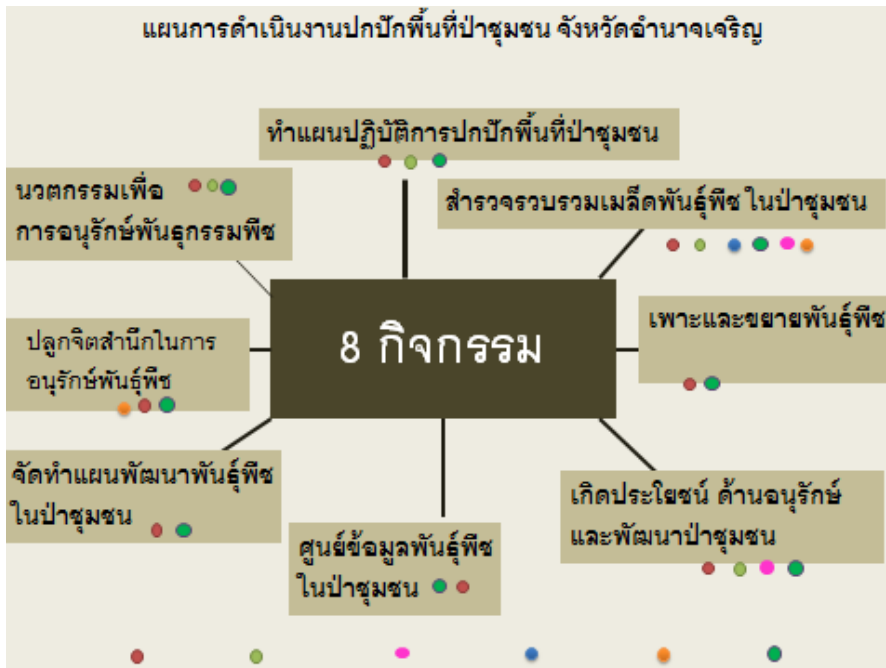 แผนการดำเนินงานปกปักพื้นที่ป่าชุมชน จังหวัดอำนาจเจริญ
ทำแผนปฏิบัติการปกปักพื้นที่ป่าชุมชน
นวตกรรมเพื่อ
การอนุรักษ์พันธุกรรมพืช
สำรวจรวบรวมเมล็ดพันธุ์พืช ในป่าชุมชน
8 กิจกรรม
เพาะและขยายพันธุ์พืช
ปลูกจิตสำนึกในการ
อนุรักษ์พันธุ์พืช
จัดทำแผนพัฒนาพันธุ์พืช
ในป่าชุมชน
ศูนย์ข้อมูลพันธุ์พืช
ในป่าชุมชน
เกิดประโยชน์ ด้านอนุรักษ์
และพัฒนาป่าชุมชน